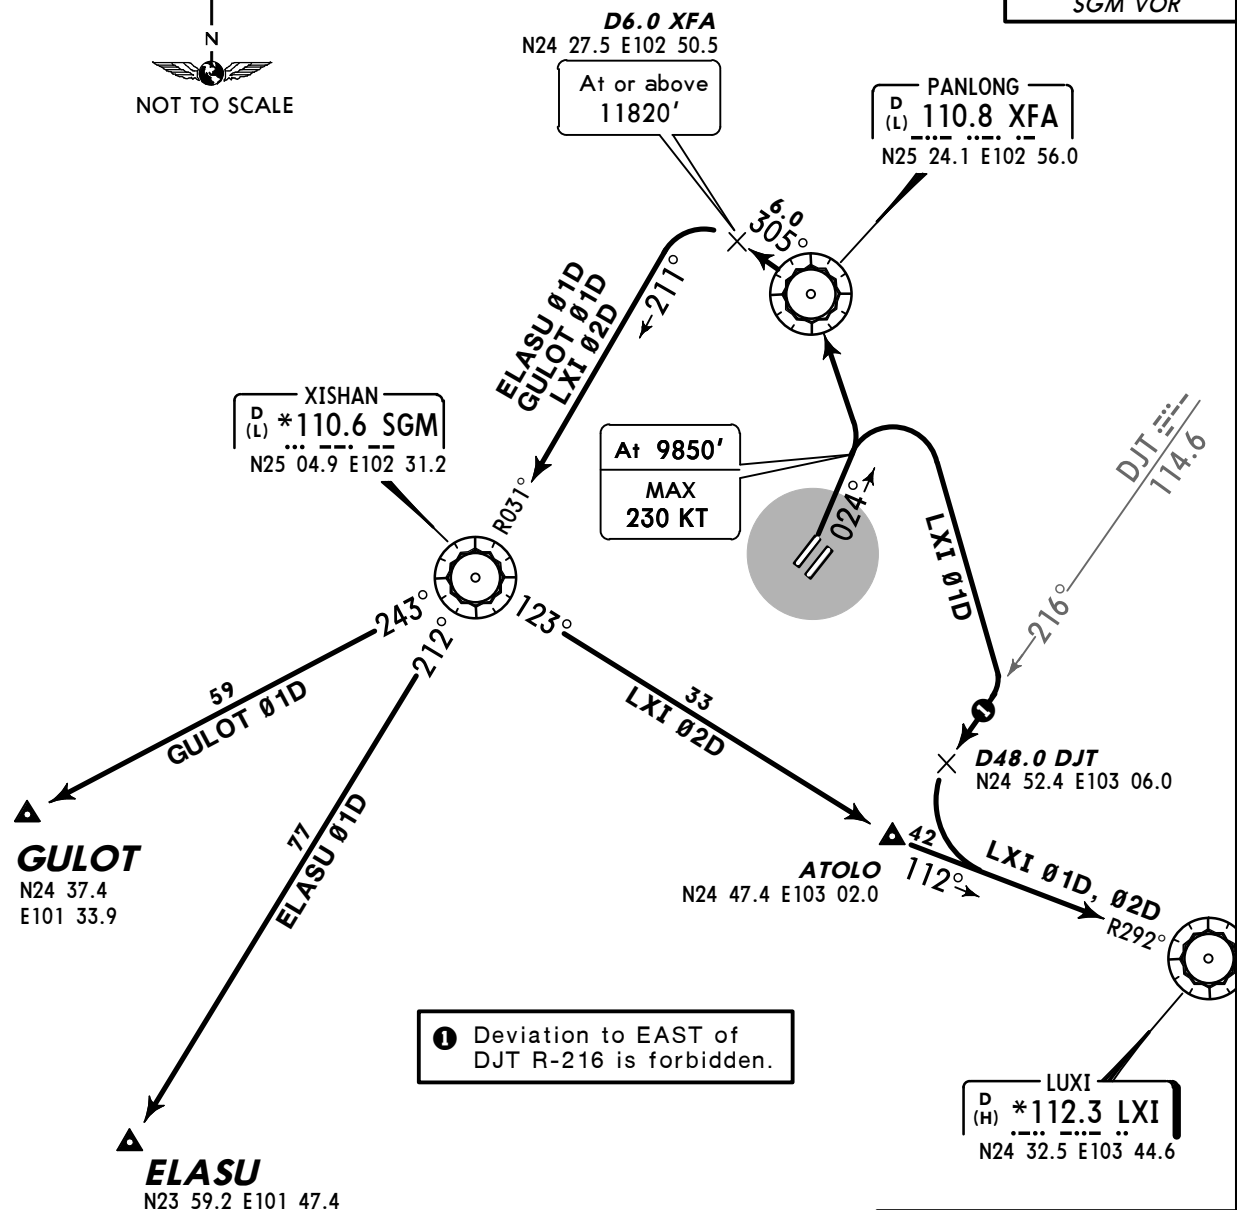 SGM VOR
N
NOT TO SCALE
D6.0 XFA
N24 27.5 E102 50.5
At or above
11820'
PANLONG
D
(L) 110.8 XFA
N25 24.1 E102 56.0
6.0
305°
211°
ELASU Ø1D
GULOT Ø1D
LXI Ø2D
XISHAN
D
(L) *110.6 SGM
N25 04.9 E102 31.2
R031°
At 9850'
MAX
230 KT
024°
LXI Ø1D
DJT
114.6
216°
243°
212°
123°
59
GULOT Ø1D
33
LXI Ø2D
77
ELASU Ø1D
1
D48.0 DJT
N24 52.4 E103 06.0
GULOT
N24 37.4
E101 33.9
ATOLO
N24 47.4 E103 02.0
42
112°
LXI Ø1D, Ø2D
R292°
1 Deviation to EAST of
DJT R-216 is forbidden.
LUXI
D
(H) *112.3 LXI
N24 32.5 E103 44.6
ELASU
N23 59.2 E101 47.4